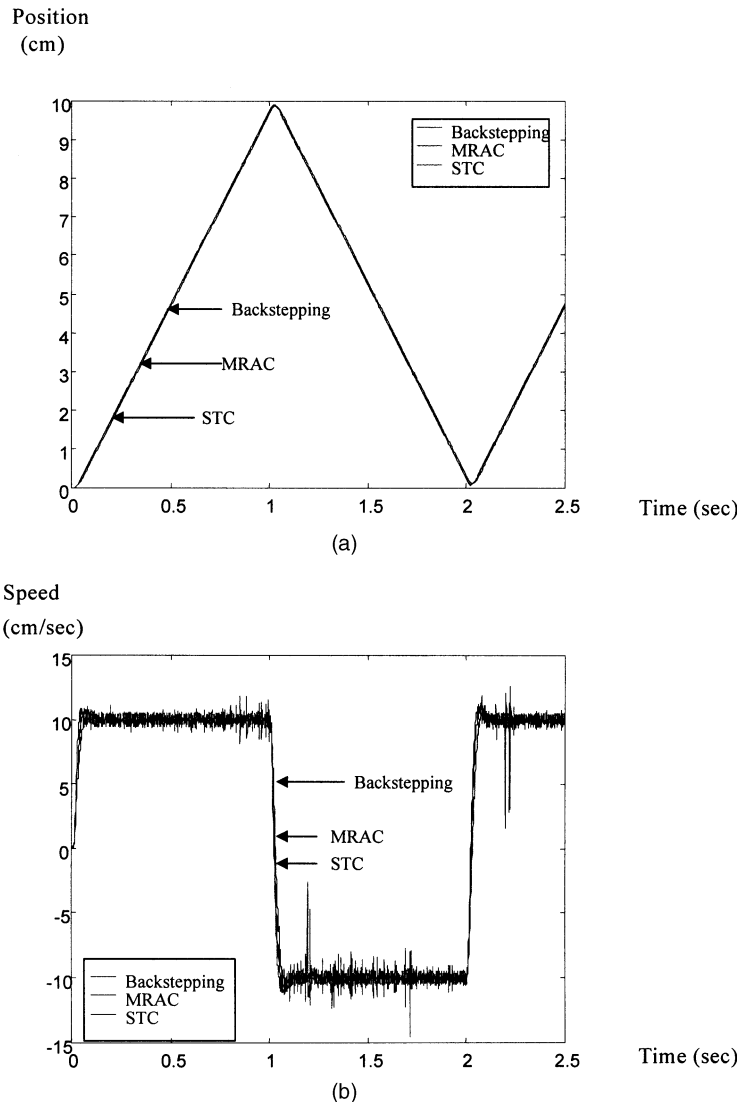 Position
(cm)
10
9
8
7
6
5
4
3
2
1
0
Backstepping
MRAC
STC
Backstepping
MRAC
STC
0
0.5
1
1.5
2
2.5
Time (sec)
(a)
Speed
(cm/sec)
15
10
5
0
-5
-10
-15
Backstepping
MRAC
STC
Backstepping
MRAC
STC
0
0.5
1
1.5
2
2.5
Time (sec)
(b)